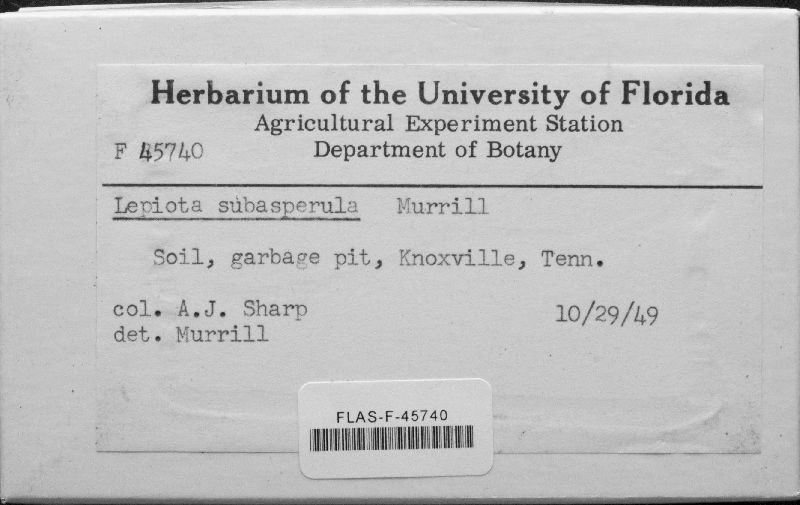 Herbarium of the University of Florida
Agricultural Experiment Station
F 45740 Department of Botany
Lepiota subasperula Murrill
Soil, garbage pit, Knoxville, Tenn.
col. A.J. Sharp 10/29/49
det. Murrill
FLAS-F-45740